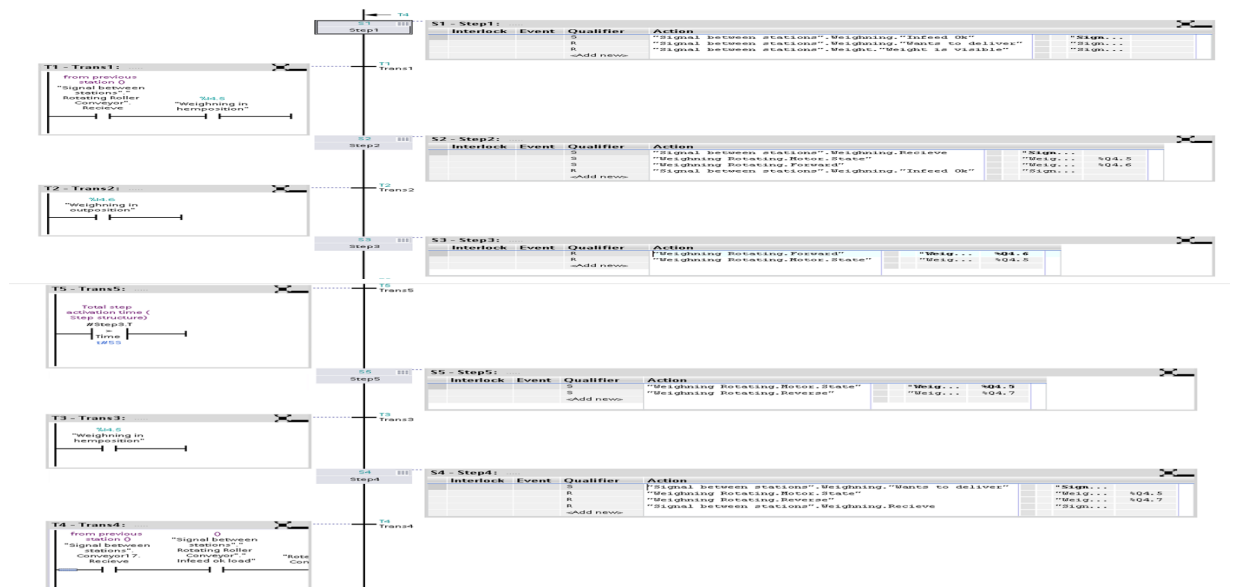 T4
S1
Step1
S1 - Step1:
Interlock Event Qualifier Action
S "Signal between stations".Weighning."Infeed Ok" "Sign...
R "Signal between stations".Weighning."Wants to deliver"
R "Signal between stations".Weight."Weight is visible"
<Add new>
T1 - Trans1:
T1
Trans1
from previous
station ()
"Signal between
stations"."
Rotating Roller
Conveyor".
Recieve
%I4.5
"Weighning in
hemposition"
S2
Step2
S2 - Step2:
Interlock Event Qualifier Action
S "Signal between stations".Weighning.Recieve "Sign...
S "Weighning Rotating.Motor.State" "Weig... %Q4.5
S "Weighning Rotating.Forward" "Weig... %Q4.6
R "Signal between stations".Weighning."Infeed Ok" "Sign...
<Add new>
T2 - Trans2:
T2
Trans2
%I4.6
"Weighning in
outposition"
S3
Step3
S3 - Step3:
Interlock Event Qualifier Action
R "Weighning Rotating.Forward" "Weig... %Q4.6
R "Weighning Rotating.Motor.State" "Weig... %Q4.5
<Add new>
T5 - Trans5:
T5
Trans5
Total step
activation time (
Step structure)
#Step3.T
Time
S5
Step5
S5 - Step5:
Interlock Event Qualifier Action
S "Weighning Rotating.Motor.State" "Weig... %Q4.5
S "Weighning Rotating.Reverse" "Weig... %Q4.7
<Add new>
T3 - Trans3:
T3
Trans3
%I4.5
"Weighning in
hemposition"
S4
Step4
S4 - Step4:
Interlock Event Qualifier Action
S "Signal between stations".Weighning."Wants to deliver" "Sign...
R "Weighning Rotating.Motor.State" "Weig... %Q4.5
R "Weighning Rotating.Reverse" "Weig... %Q4.7
R "Signal between stations".Weighning.Recieve "Sign...
<Add new>
T4 - Trans4:
T4
Trans4
from previous
station ()
"Signal between
stations".
Conveyor17.
Recieve
()
"Signal between
stations"."
Rotating Roller
Conveyor"."
Infeed ok load"
"Rote
Con